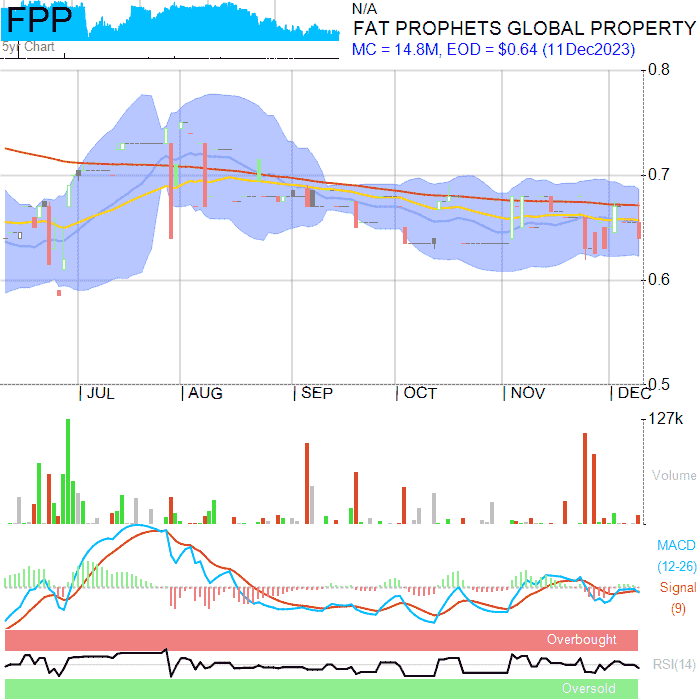 FPP
5yr Chart
N/A
FAT PROPHETS GLOBAL PROPERTY
MC = 14.8M, EOD = $0.64 (11Dec2023)
0.8
0.7
0.6
0.5
JUL AUG SEP OCT NOV DEC
127k
Volume
MACD
(12-26)
Signal
(9)
Overbought
RSI(14)
Oversold